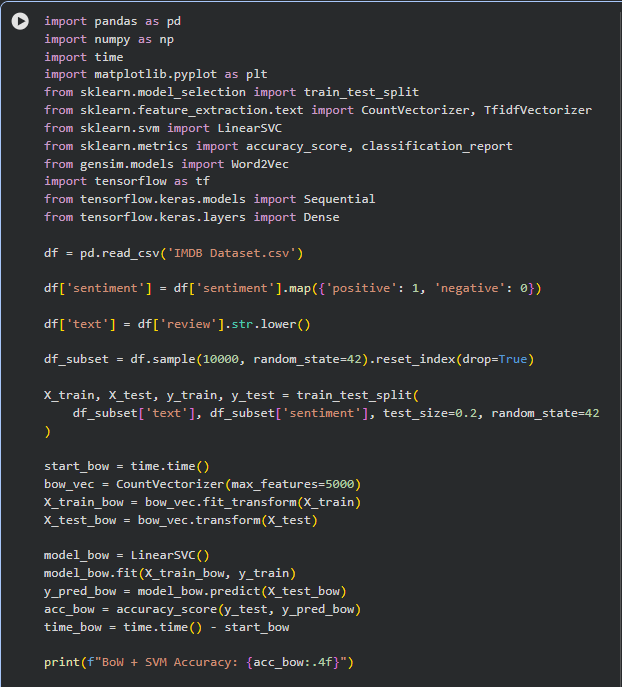 import pandas as pd
import numpy as np
import time
import matplotlib.pyplot as plt
from sklearn.model_selection import train_test_split
from sklearn.feature_extraction.text import CountVectorizer, TfidfVectorizer
from sklearn.svm import LinearSVC
from sklearn.metrics import accuracy_score, classification_report
from gensim.models import Word2Vec
import tensorflow as tf
from tensorflow.keras.models import Sequential
from tensorflow.keras.layers import Dense

df = pd.read_csv('IMDB Dataset.csv')

df['sentiment'] = df['sentiment'].map({'positive': 1, 'negative': 0})

df['text'] = df['review'].str.lower()

df_subset = df.sample(10000, random_state=42).reset_index(drop=True)

X_train, X_test, y_train, y_test = train_test_split(
    df_subset['text'], df_subset['sentiment'], test_size=0.2, random_state=42
)

start_bow = time.time()
bow_vec = CountVectorizer(max_features=5000)
X_train_bow = bow_vec.fit_transform(X_train)
X_test_bow = bow_vec.transform(X_test)

model_bow = LinearSVC()
model_bow.fit(X_train_bow, y_train)
y_pred_bow = model_bow.predict(X_test_bow)
acc_bow = accuracy_score(y_test, y_pred_bow)
time_bow = time.time() - start_bow

print(f"BoW + SVM Accuracy: {acc_bow:.4f}")